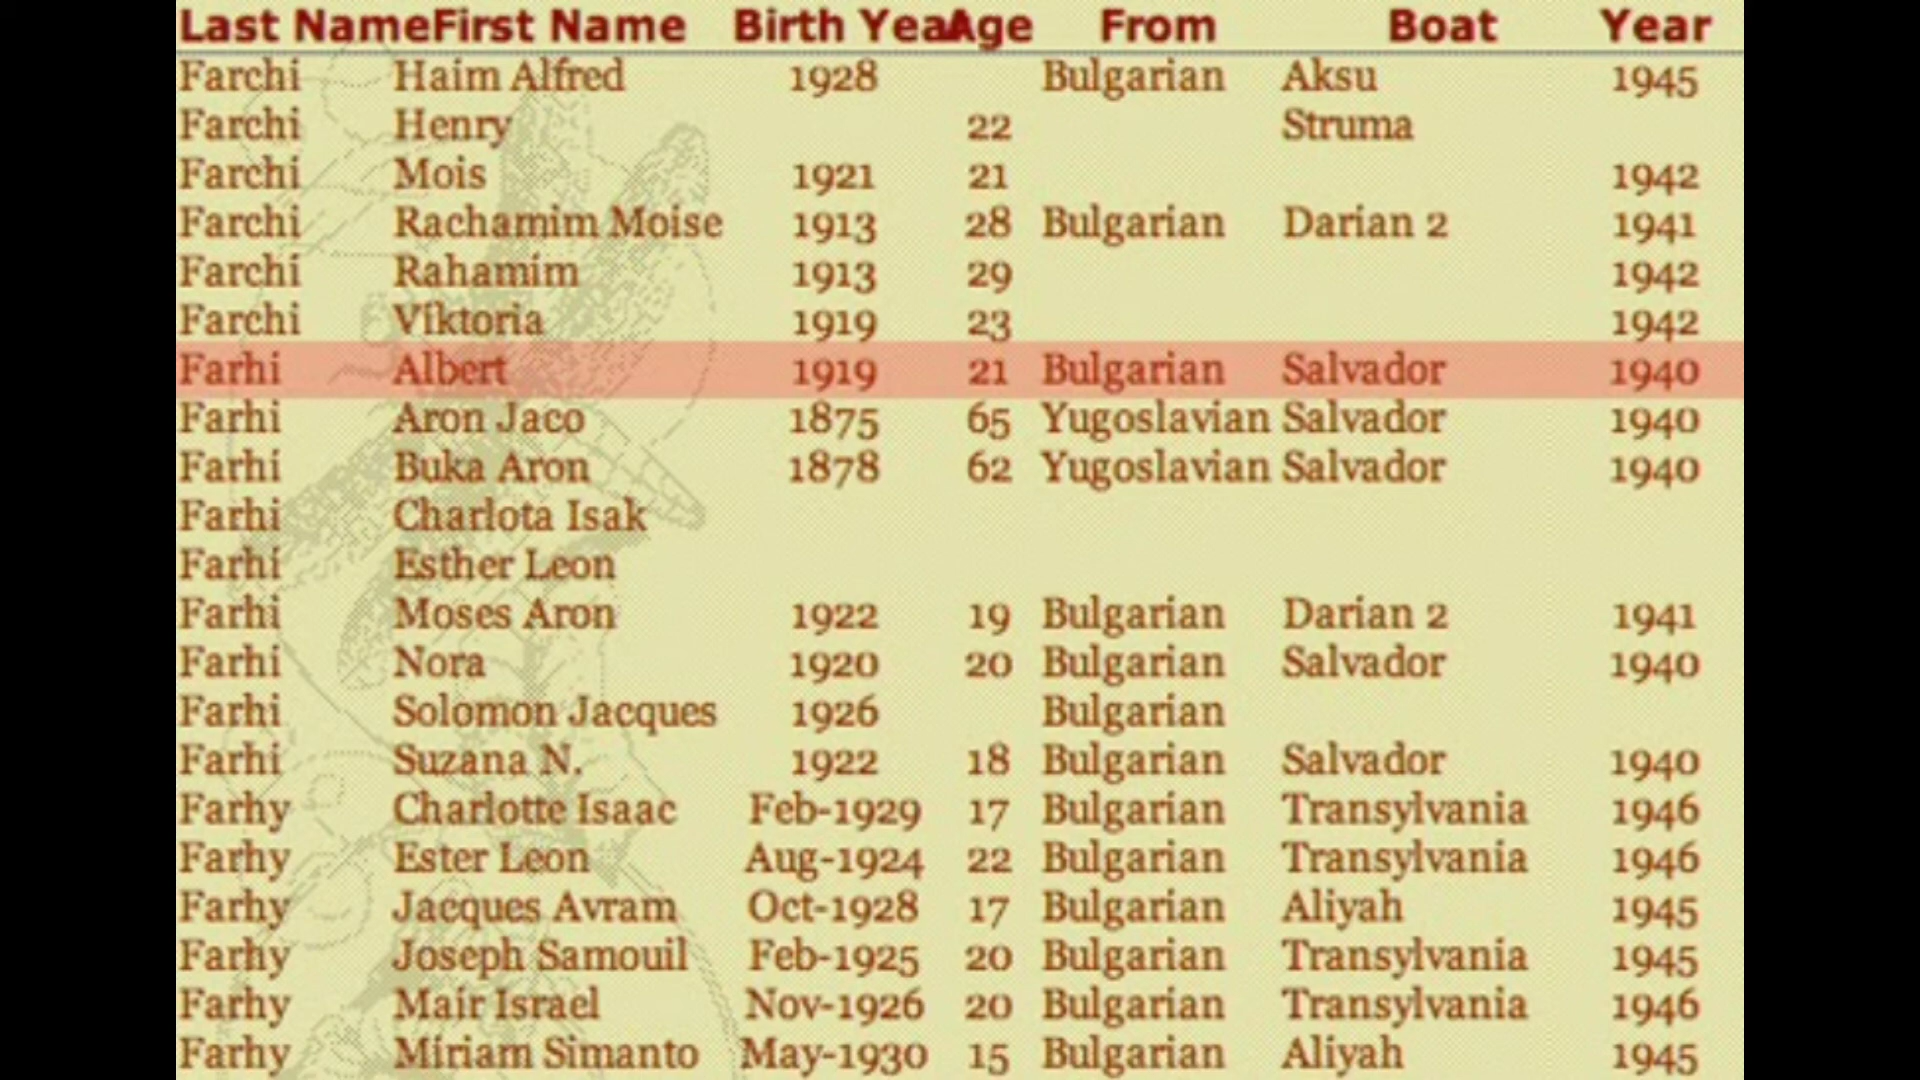 Last Name First Name Birth Year Age From Boat Year
Farchi Haim Alfred 1928 Bulgarian Aksu 1945
Farchi Henry 22 Struma
Farchi Mois 1921 21 1942
Farchi Rachamim Moise 1913 28 Bulgarian Darian 2 1941
Farchi Rahamim 1913 29 1942
Farchi Viktoria 1919 23 1942
Farhi Albert 1919 21 Bulgarian Salvador 1940
Farhi Aron Jaco 1875 65 Yugoslavian Salvador 1940
Farhi Buka Aron 1878 62 Yugoslavian Salvador 1940
Farhi Charlota Isak
Farhi Esther Leon
Farhi Moses Aron 1922 19 Bulgarian Darian 2 1941
Farhi Nora 1920 20 Bulgarian Salvador 1940
Farhi Solomon Jacques 1926 Bulgarian
Farhi Suzana N. 1922 18 Bulgarian Salvador 1940
Farhy Charlotte Isaac Feb-1929 17 Bulgarian Transylvania 1946
Farhy Ester Leon Aug-1924 22 Bulgarian Transylvania 1946
Farhy Jacques Avram Oct-1928 17 Bulgarian Aliyah 1945
Farhy Joseph Samouil Feb-1925 20 Bulgarian Transylvania 1945
Farhy Mair Israel Nov-1926 20 Bulgarian Transylvania 1946
Farhy Miriam Simanto May-1930 15 Bulgarian Aliyah 1945